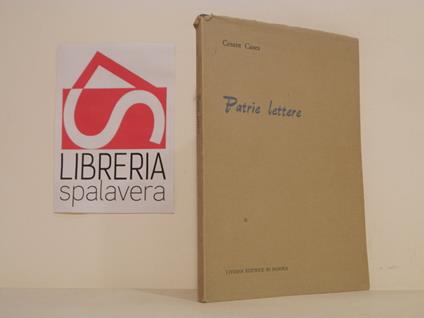 LIBRERIA
spalavera
Cesare Cases
Patrie lettere
LIVIANA EDITRICE IN PADOVA